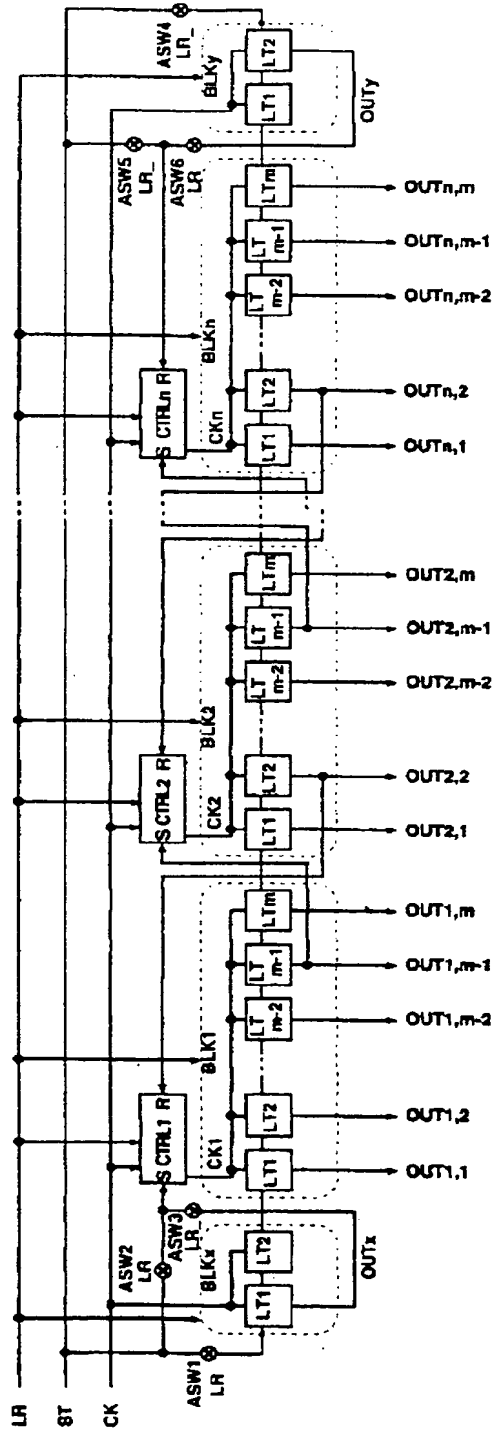 LR
ST
CK
ASW1
LR
ASW2
LR
ASW3
LR_
BLKx
LT1
LT2
OUTx
S CTRL1 R
CK1
BLK1
LT1
LT2
LT
m-2
LT
m-1
LTm
OUT1,1
OUT1,2
OUT1,m-2
OUT1,m-1
OUT1,m
S CTRL2 R
CK2
BLK2
LT1
LT2
LT
m-2
LT
m-1
LTm
OUT2,1
OUT2,2
OUT2,m-2
OUT2,m-1
OUT2,m
S CTRLn R
CKn
BLKn
LT1
LT2
LT
m-2
LT
m-1
LTm
OUTn,1
OUTn,2
OUTn,m-2
OUTn,m-1
OUTn,m
ASW5
LR_
ASW6
LR
ASW4
LR_
BLKy
LT1
LT2
OUTy